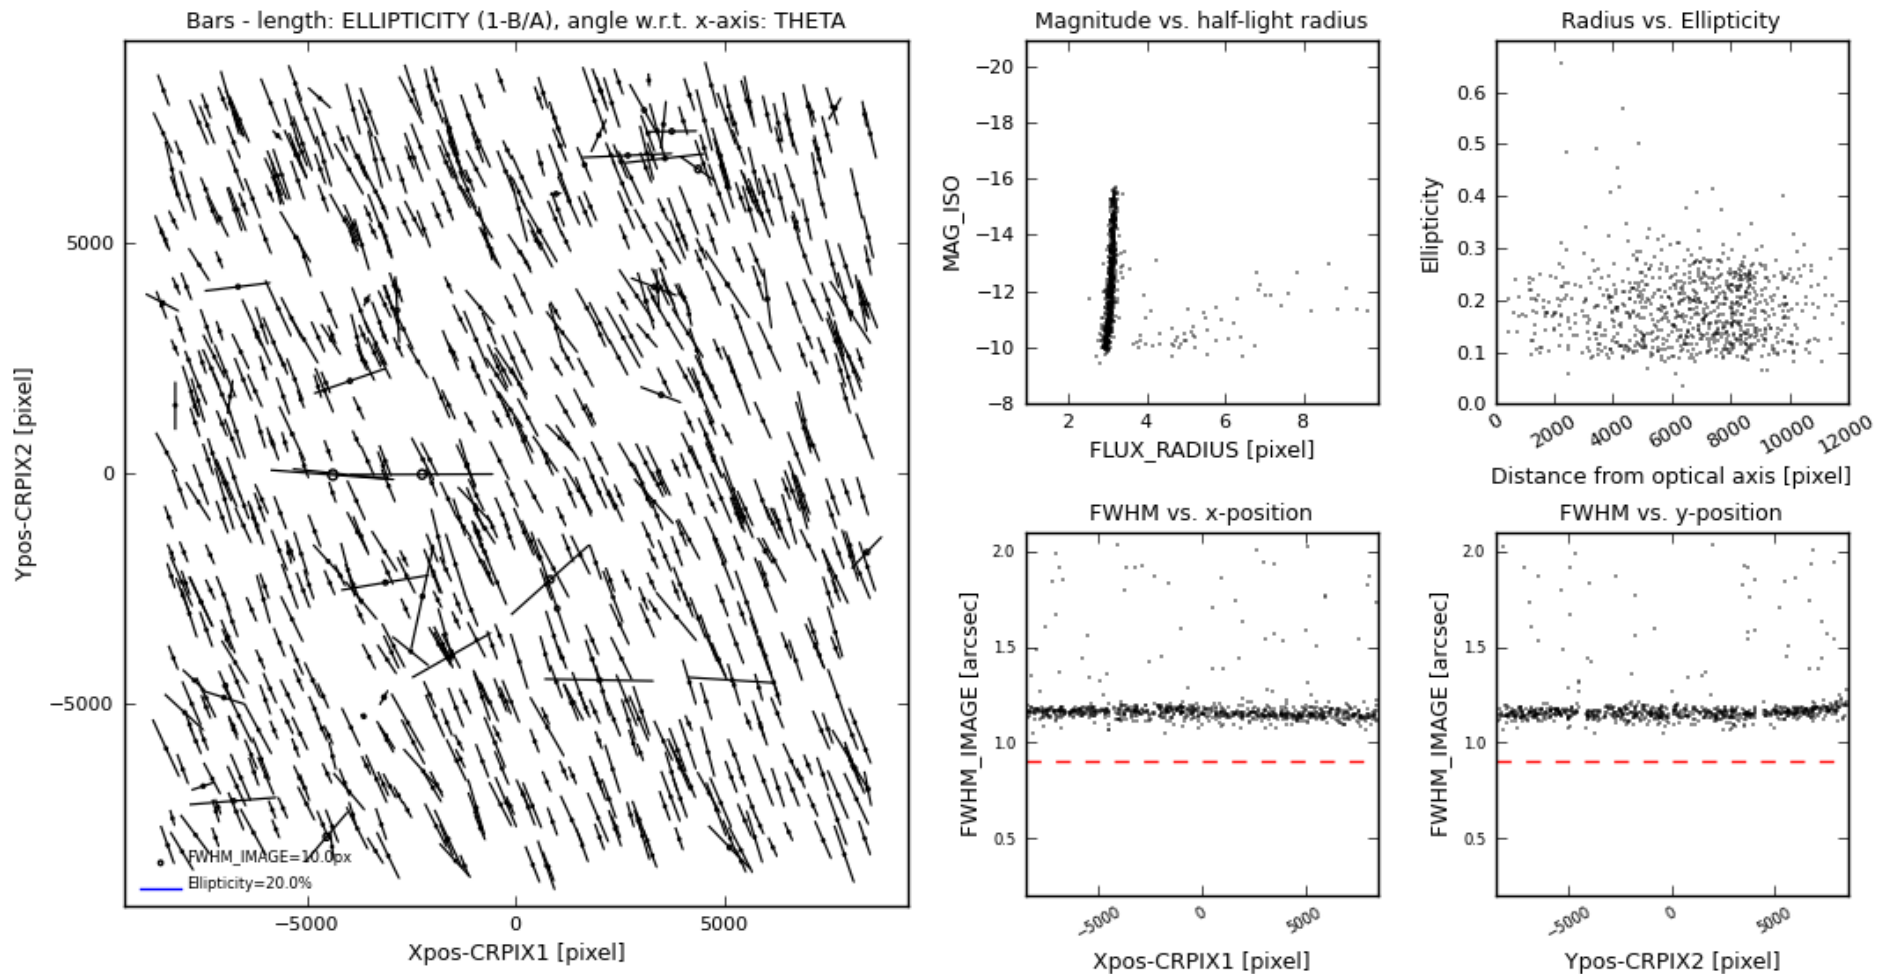 Bars - length: ELLIPTICITY (1-B/A), angle w.r.t. x-axis: THETA
Ypos-CRPIX2 [pixel]
5000
0
−5000
FWHM_IMAGE=10.0px
Ellipticity=20.0%
−5000
0
5000
Xpos-CRPIX1 [pixel]
Magnitude vs. half-light radius
MAG_ISO
−20
−18
−16
−14
−12
−10
−8
2
4
6
8
FLUX_RADIUS [pixel]
Radius vs. Ellipticity
Ellipticity
0.6
0.5
0.4
0.3
0.2
0.1
0.0
0
2000
4000
6000
8000
10000
12000
Distance from optical axis [pixel]
FWHM vs. x-position
FWHM_IMAGE [arcsec]
2.0
1.5
1.0
0.5
−5000
0
5000
Xpos-CRPIX1 [pixel]
FWHM vs. y-position
FWHM_IMAGE [arcsec]
2.0
1.5
1.0
0.5
−5000
0
5000
Ypos-CRPIX2 [pixel]